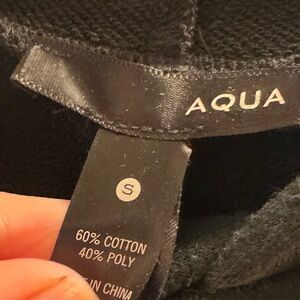 AQUA
S
60% COTTON
40% POLY
IN CHINA